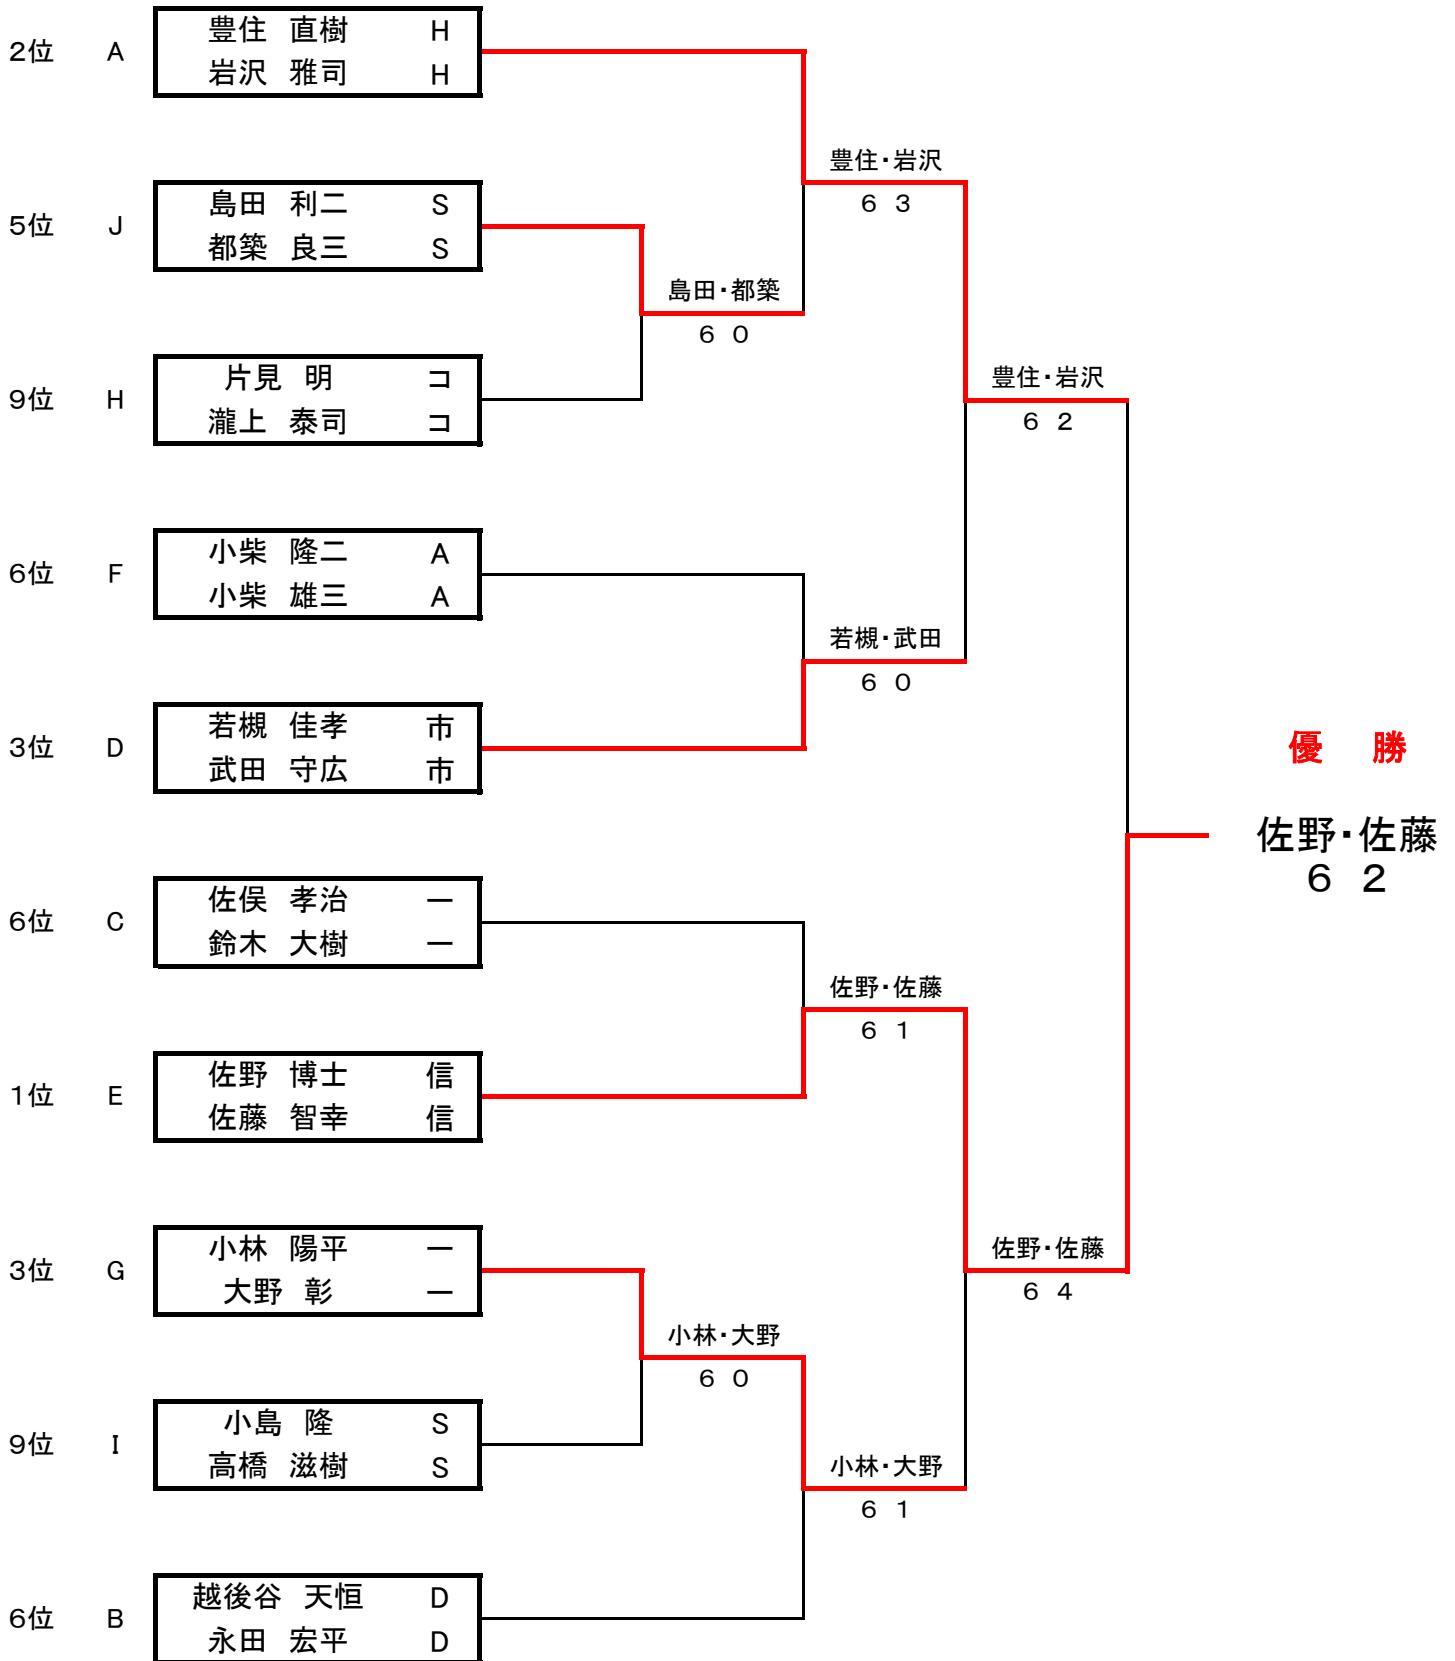 豊住 直樹 H
2位 A
岩沢 雅司 H
豊住・岩沢
6 3
島田 利二 S
5位 J
都築 良三 S
島田・都築
6 0
片見 明 コ
9位 H
瀧上 泰司 コ
豊住・岩沢
6 2
小柴 隆二 A
6位 F
小柴 雄三 A
若槻・武田
6 0
若槻 佳孝 市
3位 D
武田 守広 市
優 勝
佐野・佐藤
6 2
佐俣 孝治 一
6位 C
鈴木 大樹 一
佐野・佐藤
6 1
佐野 博士 信
1位 E
佐藤 智幸 信
小林 陽平 一
3位 G
大野 彰 一
佐野・佐藤
6 4
小林・大野
6 0
小島 隆 S
9位 I
高橋 滋樹 S
小林・大野
6 1
越後谷 天恒 D
6位 B
永田 宏平 D